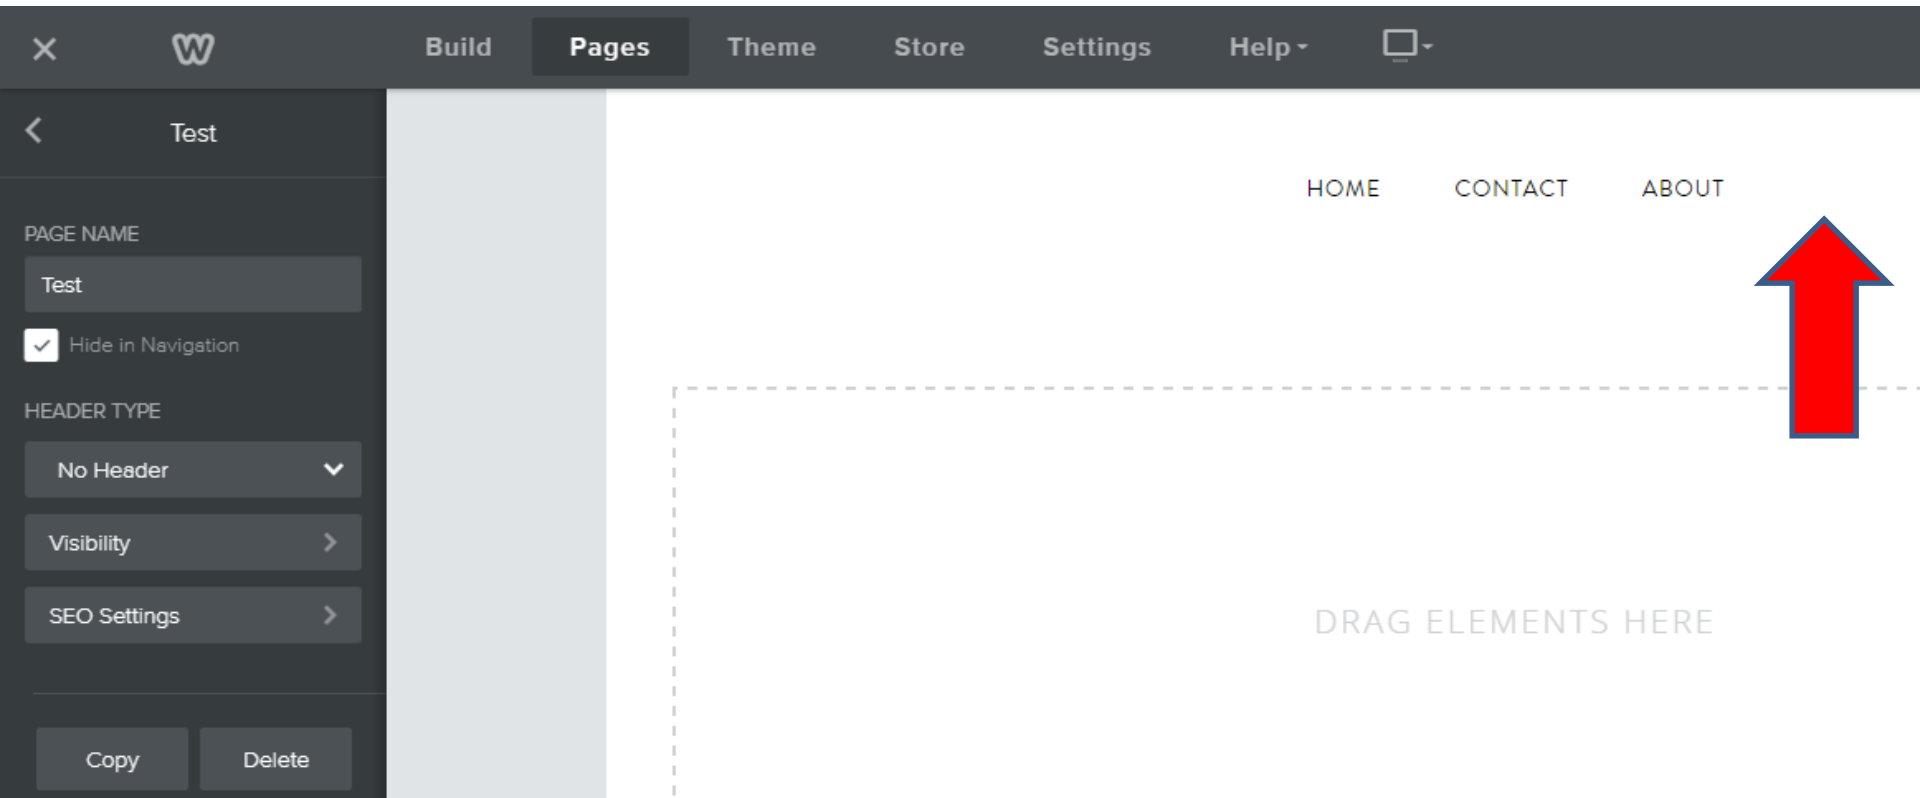 Build Pages Theme Store Settings Help
Test
HOME CONTACT ABOUT
PAGE NAME
Test
Hide in Navigation
HEADER TYPE
No Header
Visibility
SEO Settings
DRAG ELEMENTS HERE
Copy Delete